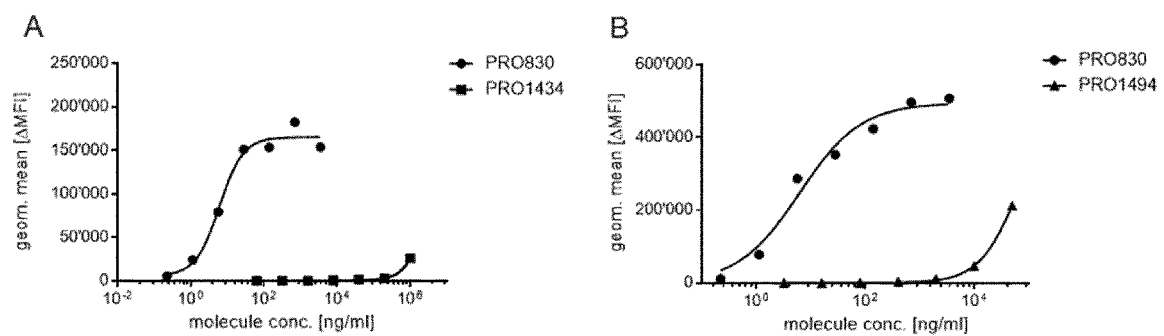 A
B
250'000
200'000
150'000
100'000
50'000
0
geom. mean [ΔMFI]
10⁻² 10⁰ 10² 10⁴ 10⁶
molecule conc. [ng/ml]
PRO830
PRO1434
600'000
400'000
200'000
0
geom. mean [ΔMFI]
10⁰ 10² 10⁴
molecule conc. [ng/ml]
PRO830
PRO1494